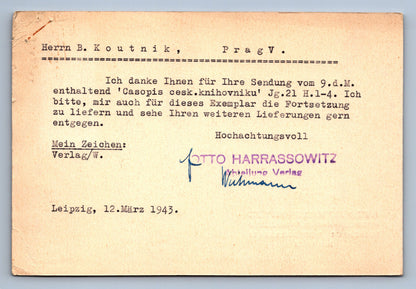 Herrn B. Koutnik, Prag V.
Ich danke Ihnen für Ihre Sendung vom 9.d.M.
enthaltend 'Casopis cesk.knihovniku' Jg.21 H.1-4. Ich
bitte, mir auch für dieses Exemplar die Fortsetzung
zu liefern und sehe Ihren weiteren Lieferungen gern
entgegen.
Hochachtungsvoll
Mein Zeichen:
Verlag/W.
OTTO HARRASSOWITZ
Abteilung Verlag
Leipzig, 12.März 1943.